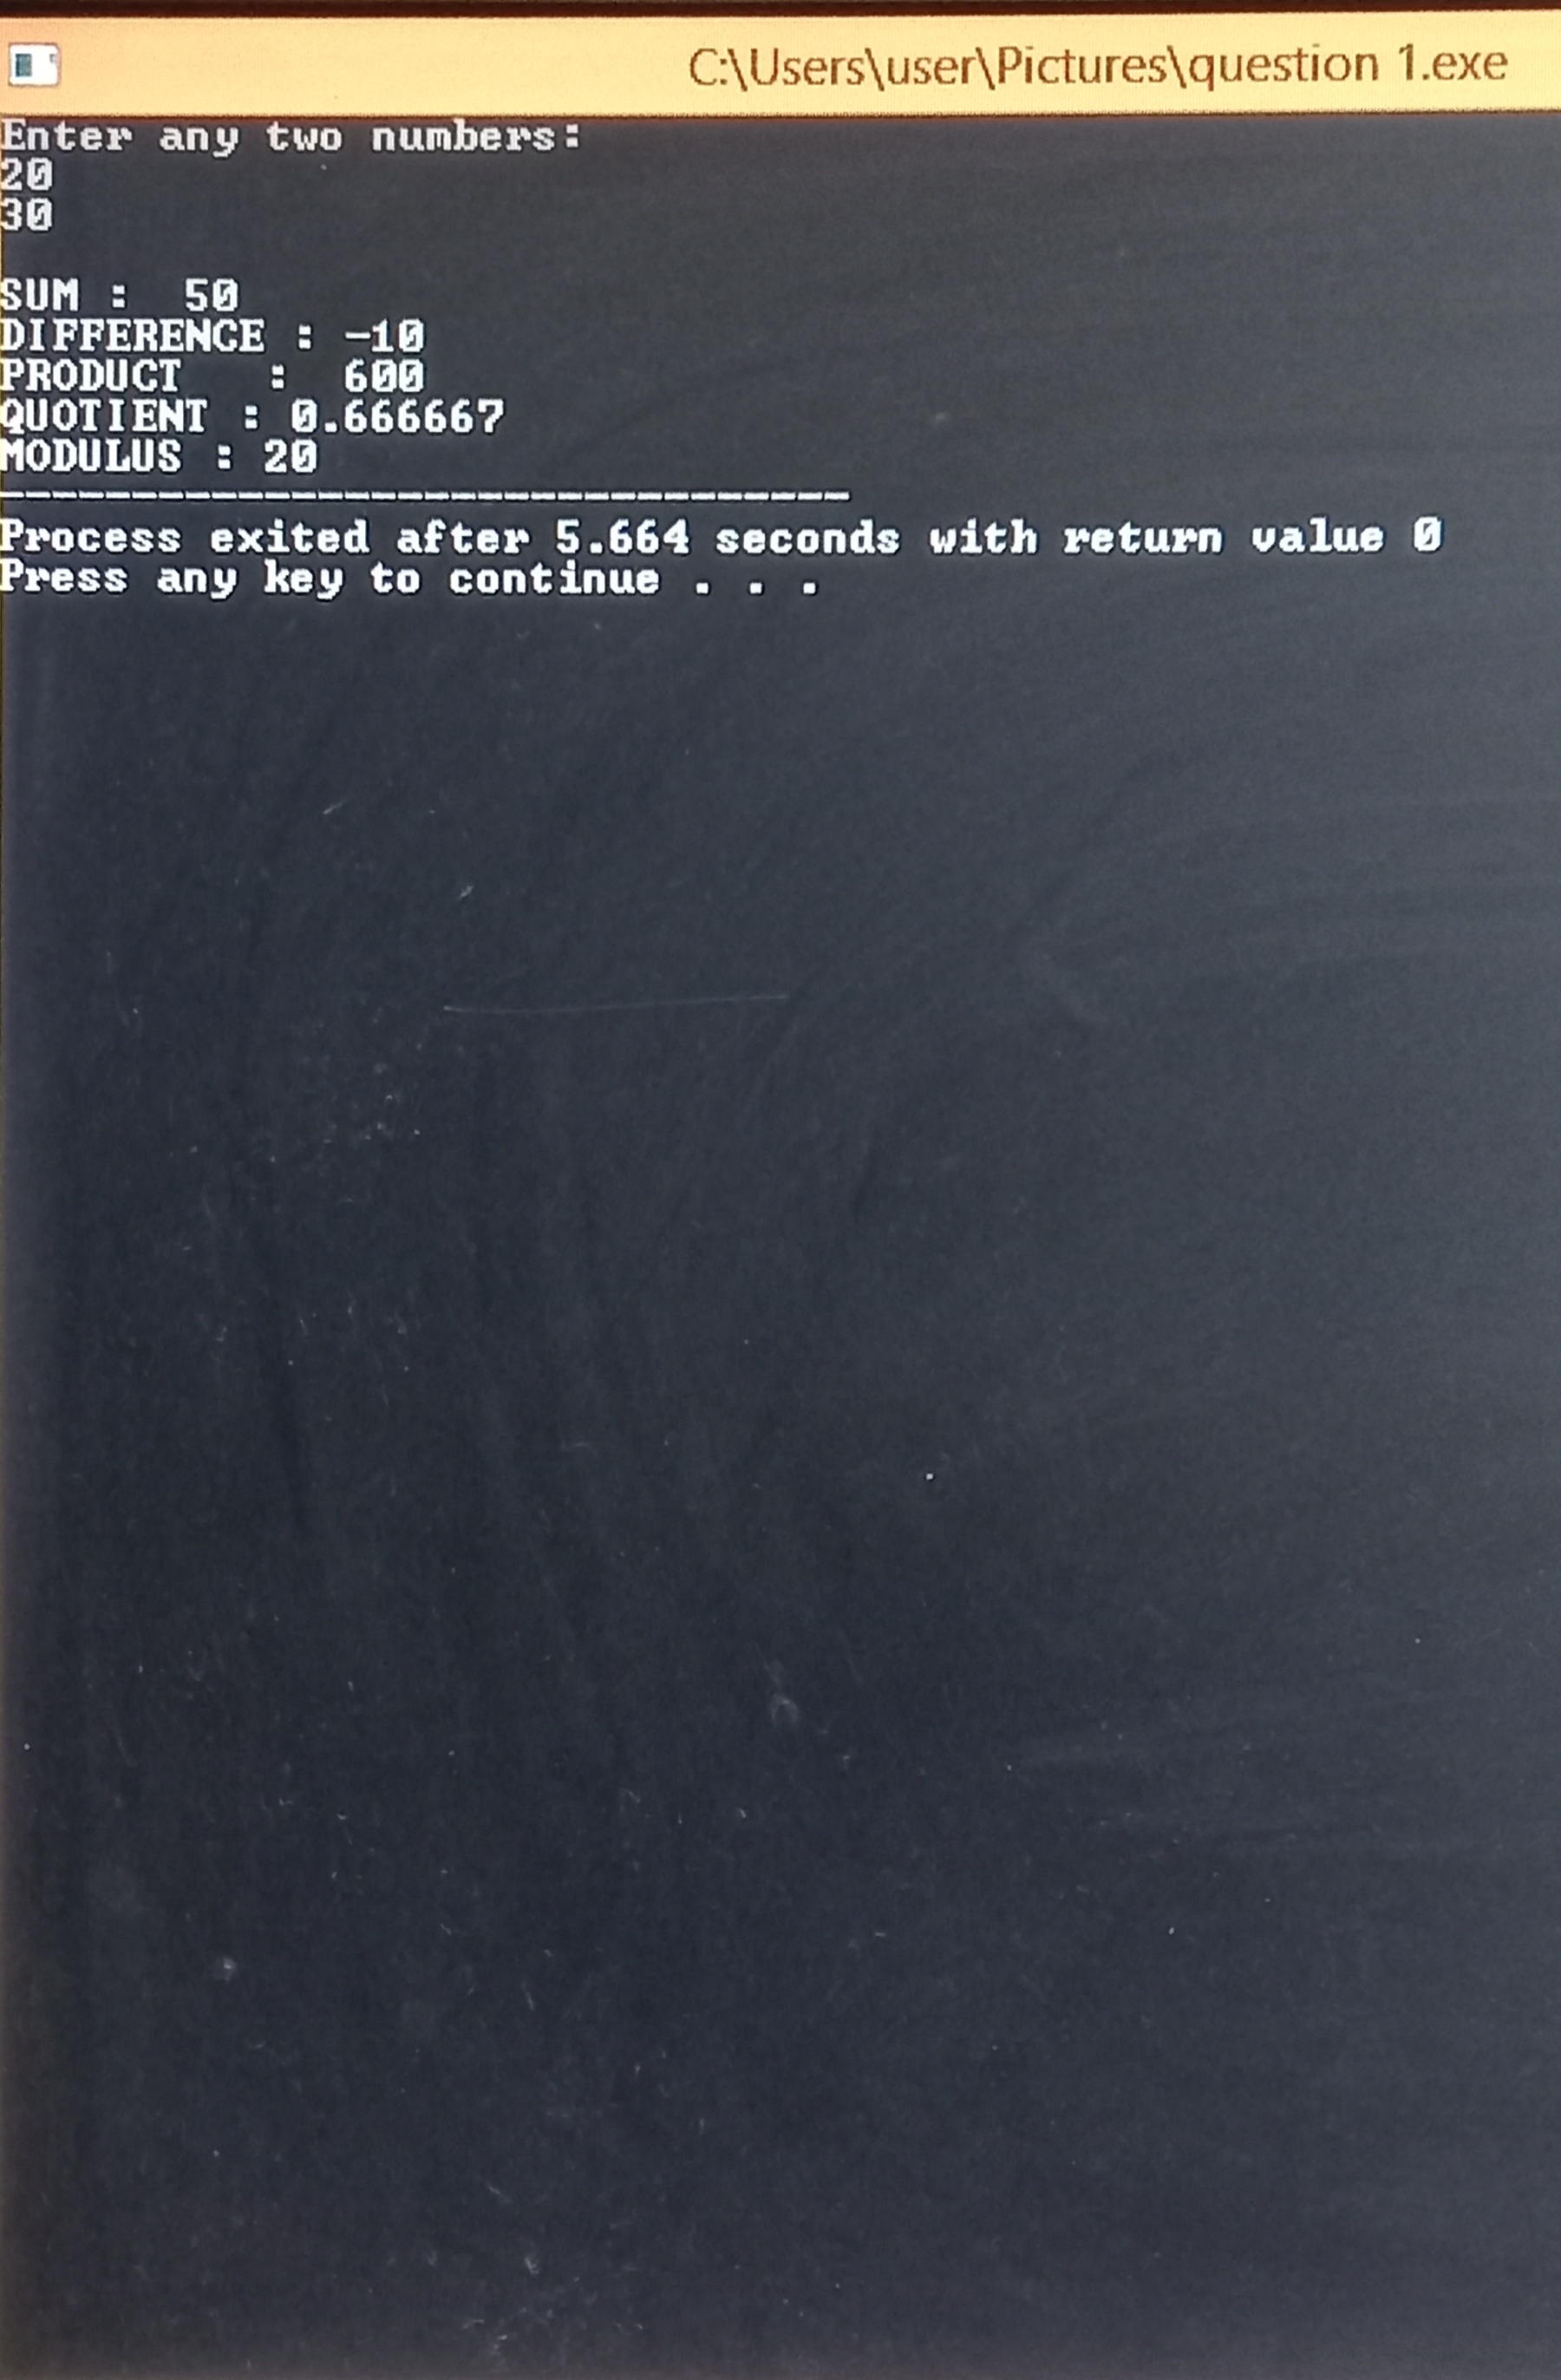 C:\Users\user\Pictures\question 1.exe
Enter any two numbers:
20
30
SUM :  50
DIFFERENCE : -10
PRODUCT   :  600
QUOTIENT : 0.666667
MODULUS : 20
--------------------------------
Process exited after 5.664 seconds with return value 0
Press any key to continue . . .